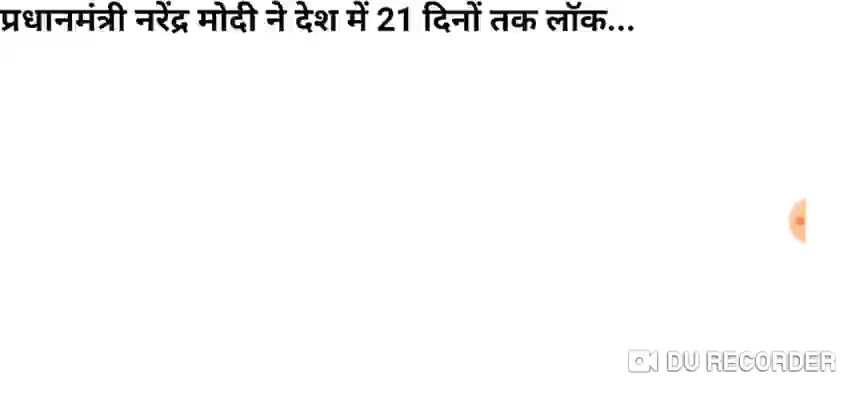 प्रधानमंत्री नरेंद्र मोदी ने देश में 21 दिनों तक लॉक...
DU RECORDER